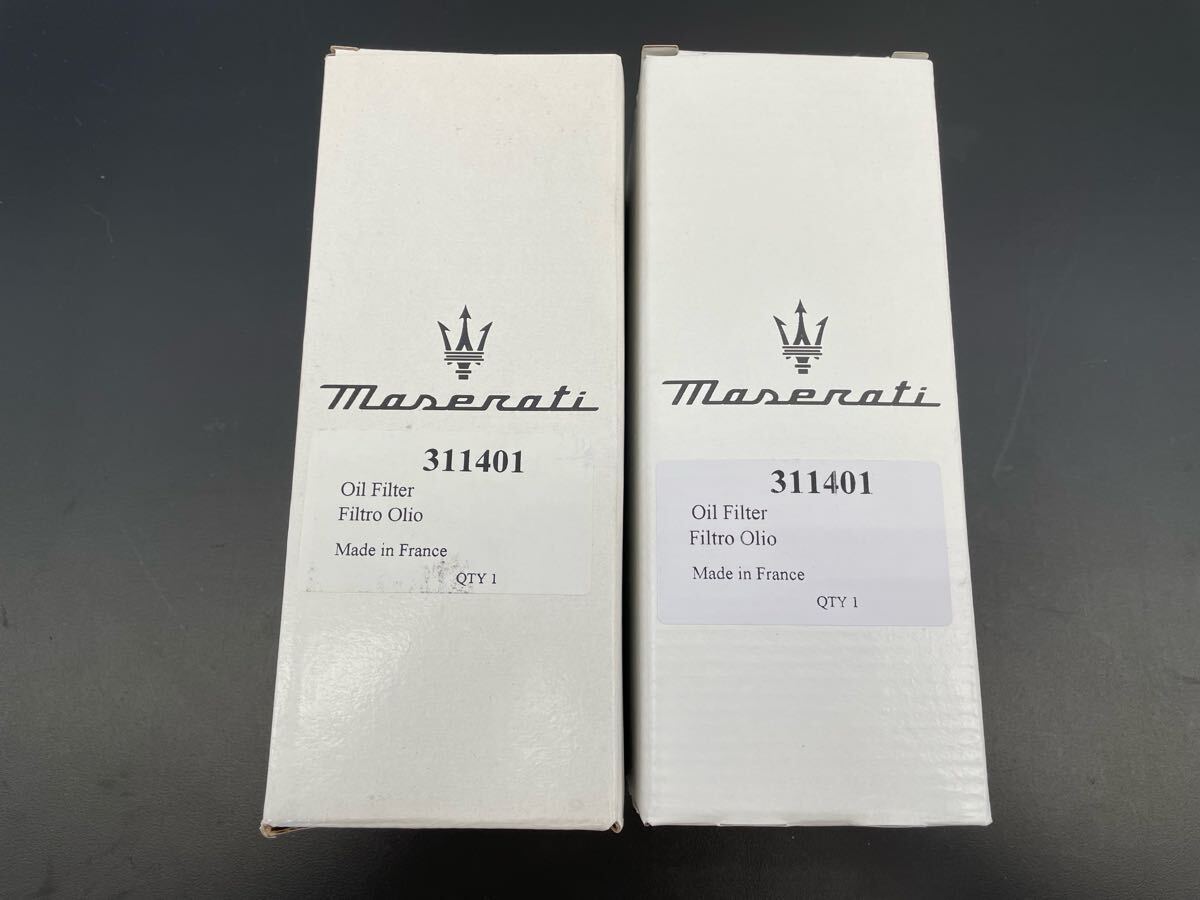 Maserati
311401
Oil Filter
Filtro Olio
Made in France
QTY 1
Maserati
311401
Oil Filter
Filtro Olio
Made in France
QTY 1